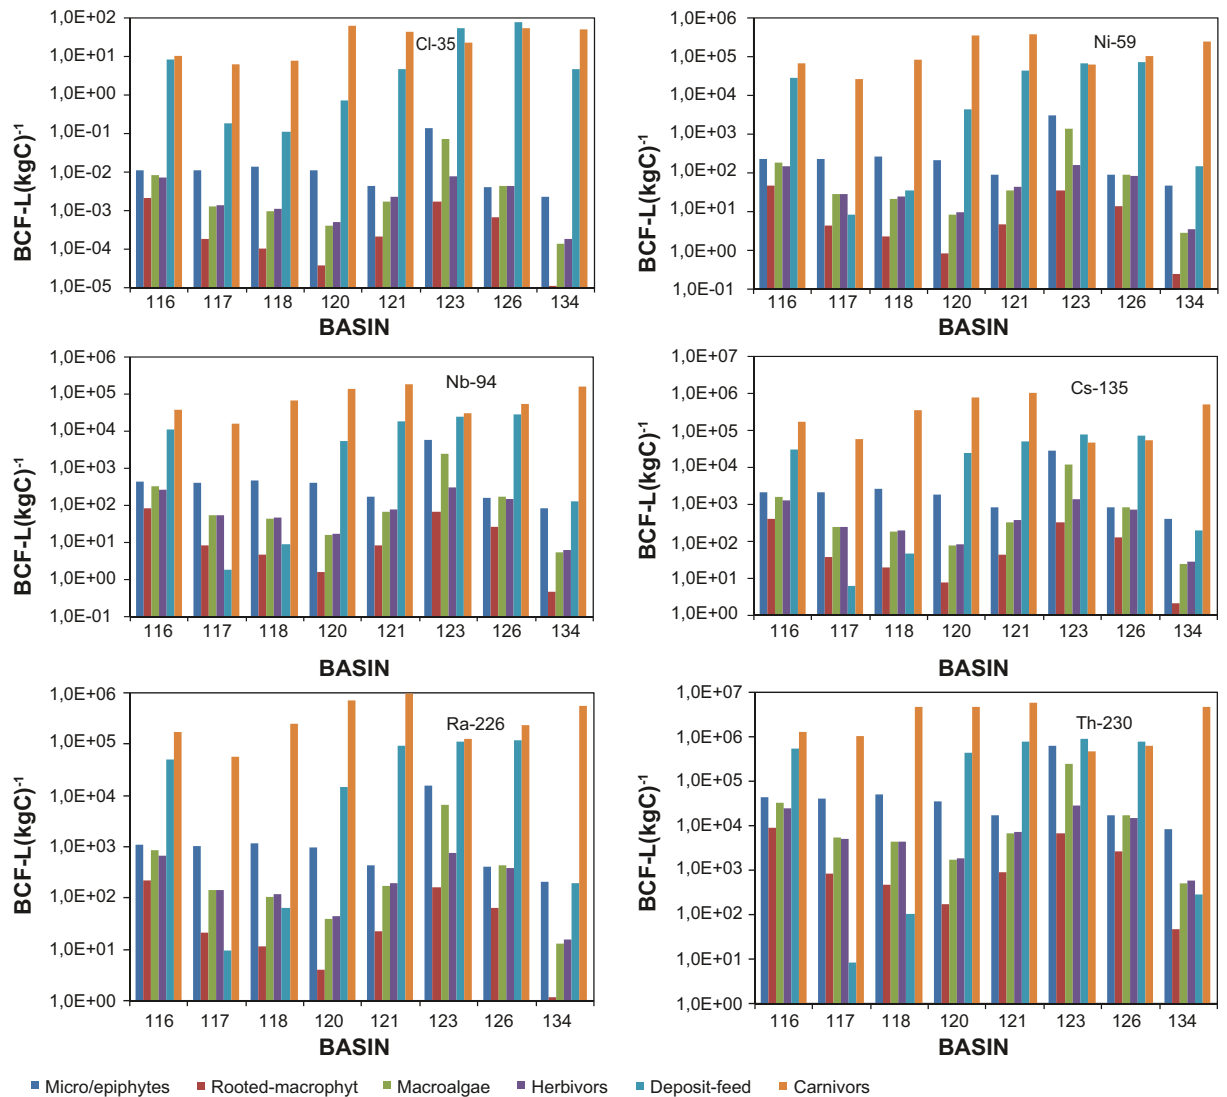 1,0E+02
1,0E+01
1,0E+00
1,0E-01
1,0E-02
1,0E-03
1,0E-04
1,0E-05
BCF-L(kgC)-1
Cl-35
116 117 118 120 121 123 126 134
BASIN
1,0E+06
1,0E+05
1,0E+04
1,0E+03
1,0E+02
1,0E+01
1,0E+00
1,0E-01
BCF-L(kgC)-1
Ni-59
116 117 118 120 121 123 126 134
BASIN
1,0E+06
1,0E+05
1,0E+04
1,0E+03
1,0E+02
1,0E+01
1,0E+00
1,0E-01
BCF-L(kgC)-1
Nb-94
116 117 118 120 121 123 126 134
BASIN
1,0E+07
1,0E+06
1,0E+05
1,0E+04
1,0E+03
1,0E+02
1,0E+01
1,0E+00
BCF-L(kgC)-1
Cs-135
116 117 118 120 121 123 126 134
BASIN
1,0E+06
1,0E+05
1,0E+04
1,0E+03
1,0E+02
1,0E+01
1,0E+00
BCF-L(kgC)-1
Ra-226
116 117 118 120 121 123 126 134
BASIN
1,0E+07
1,0E+06
1,0E+05
1,0E+04
1,0E+03
1,0E+02
1,0E+01
1,0E+00
BCF-L(kgC)-1
Th-230
116 117 118 120 121 123 126 134
BASIN
Micro/epiphytes Rooted-macrophyt Macroalgae Herbivors Deposit-feed Carnivors